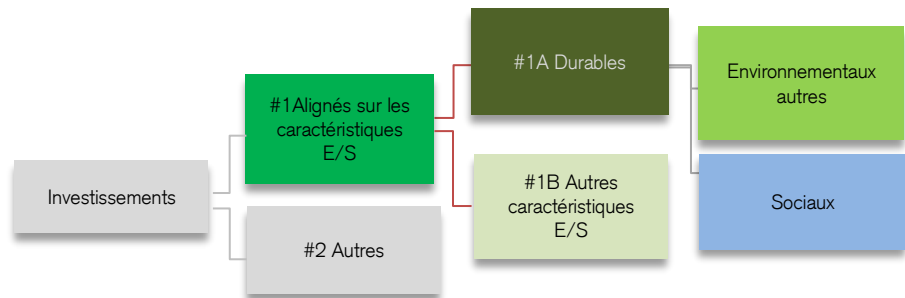 Investissements
#1Alignés sur les
caractéristiques
E/S
#2 Autres
#1A Durables
#1B Autres
caractéristiques
E/S
Environnementaux
autres
Sociaux